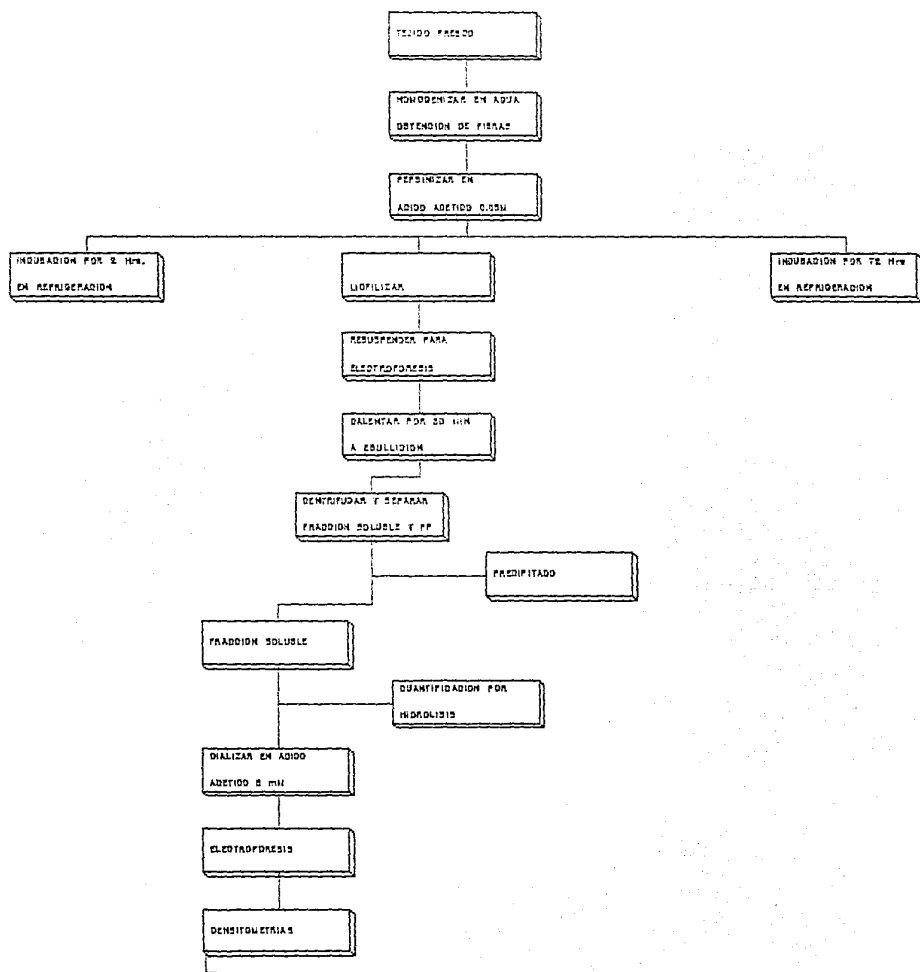 TEJIDO FRESCO
HOMOGENIZAR EN AGUA
OBTENCION DE FIBRAS
PEPSINIZAR EN
ACIDO ACETICO 0.05M
INCUBACION POR 2 Hrs.
EN REFRIGERACION
LIOFILIZAR
INCUBACION POR 72 Hrs
EN REFRIGERACION
RESUSPENDER PARA
ELECTROFORESIS
CALENTAR POR MIN
A EBULLICION
CENTRIFUGAR Y SEPARAR
FRACCION SOLUBLE Y PP
PRECIPITADO
FRACCION SOLUBLE
CUANTIFICACION POR
HIDROLISIS
DIALIZAR EN ACIDO
ACETICO 5 mM
ELECTROFORESIS
DENSITOMETRIAS